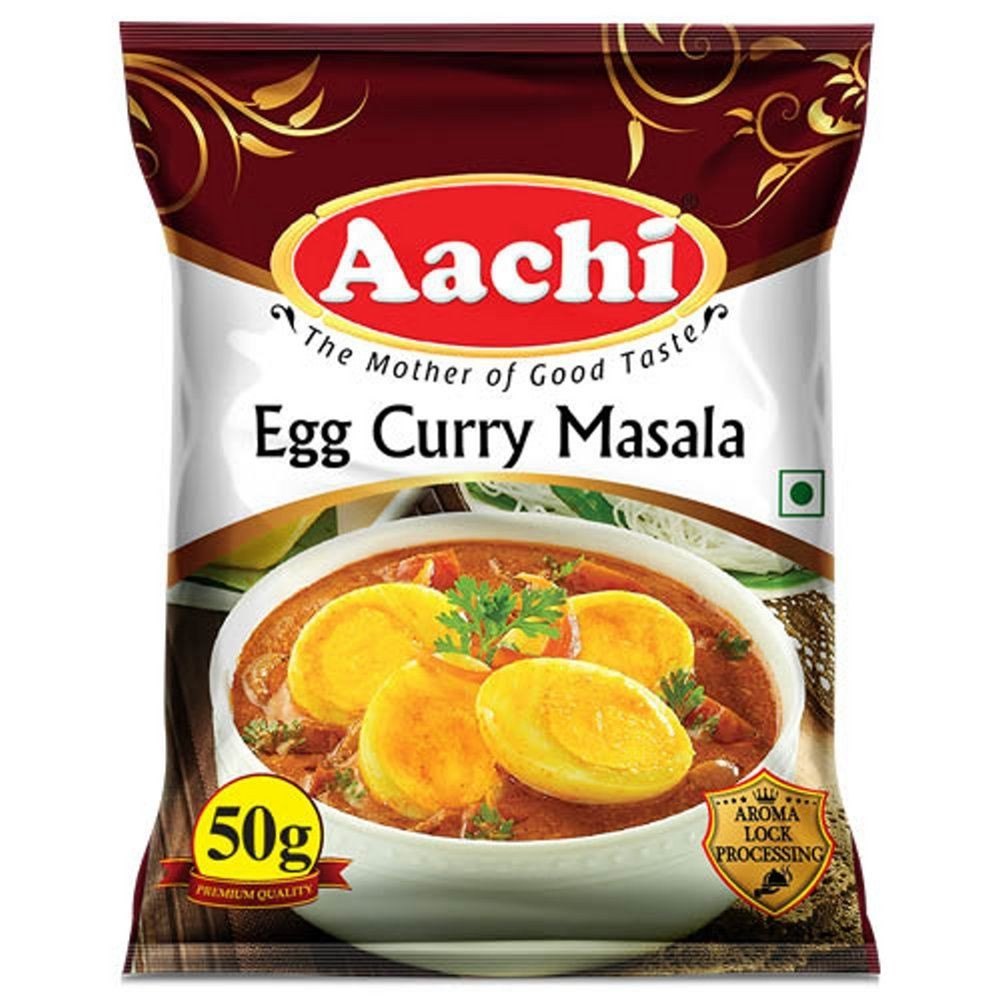 Aachi®
The Mother of Good Taste
Egg Curry Masala
50g
PREMIUM QUALITY
AROMA
LOCK
PROCESSING